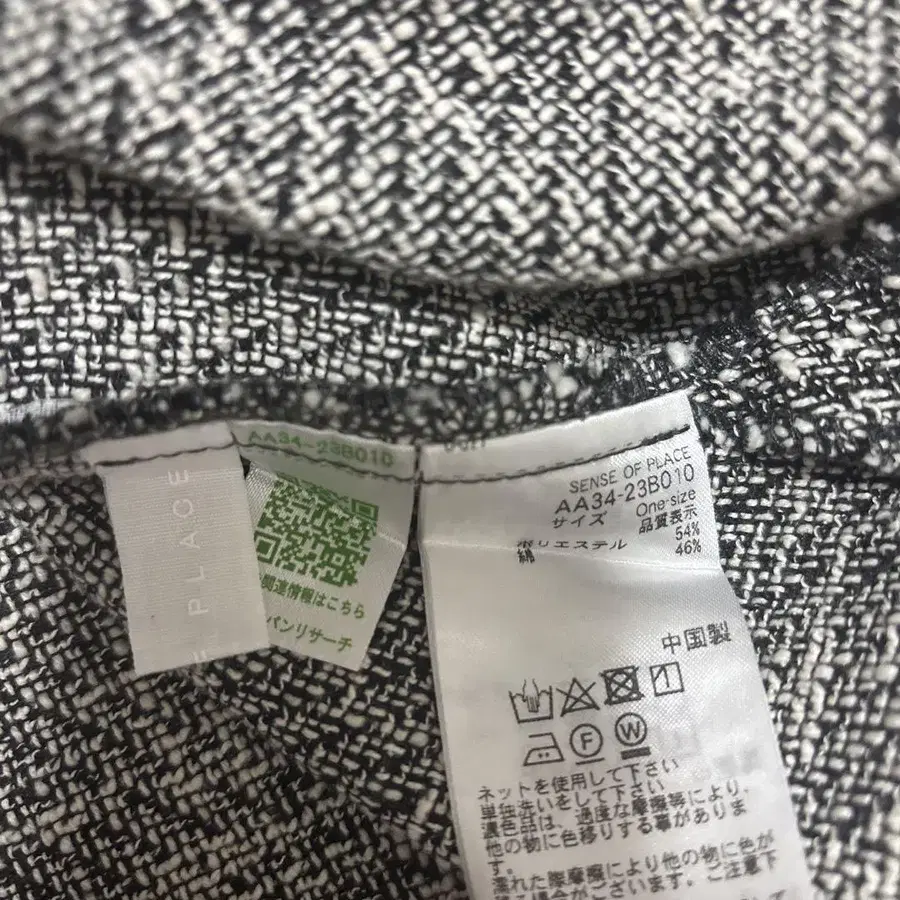 PLACE
AA34-23B010
関連情報はこちら
パンリサーチ
SENSE OF PLACE
AA34-23B010
サイズ One-size
品質表示
ポリエステル 54%
綿 46%
中国製
F W
ネットを使用して下さい
単独洗いをして下さい
濃色品は、過度な摩擦等により、
他の物に色移りする事がありま
す。
濡れた際摩擦により他の物に色が
移る場合がございます。ご注意下